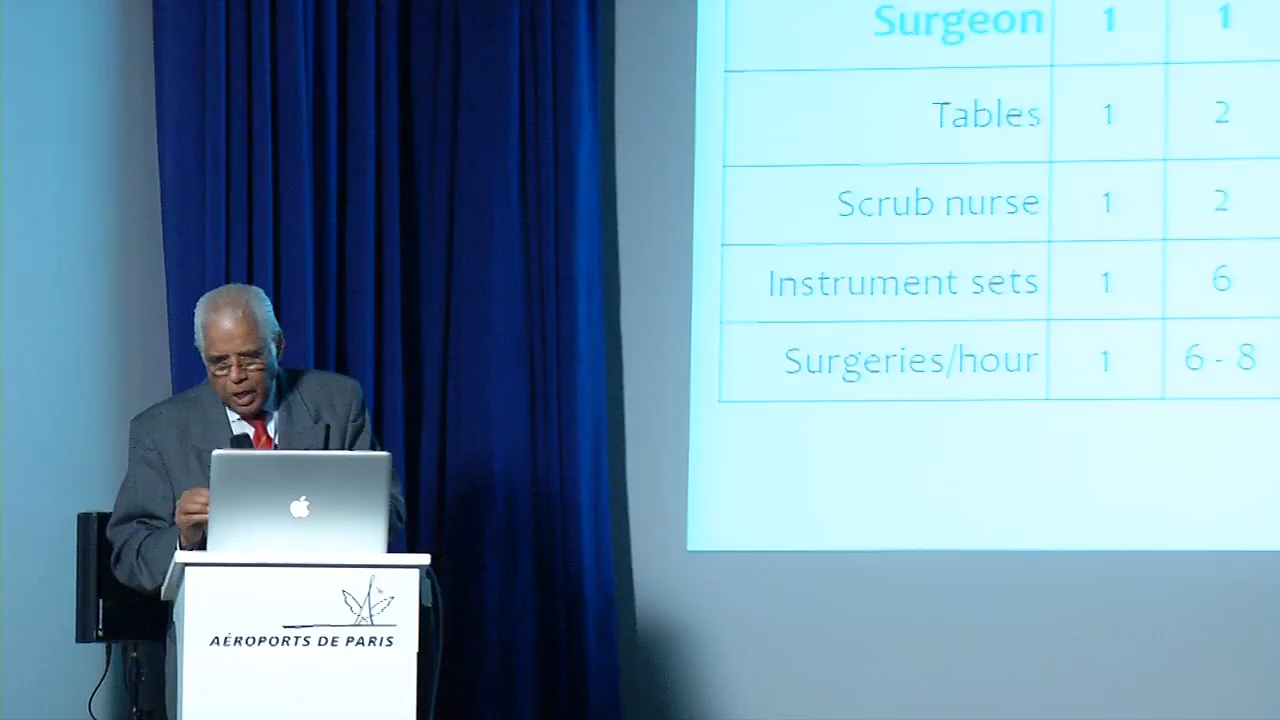 Surgeon 1 1
Tables 1 2
Scrub nurse 1 2
Instrument sets 1 6
Surgeries/hour 1 6 - 8
AÉROPORTS DE PARIS